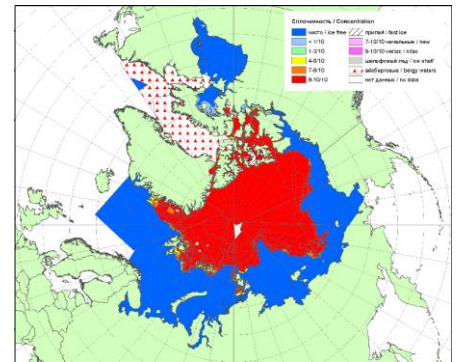 Сплоченность / Concentration
чисто / ice free
< 1/10
1-3/10
4-6/10
7-8/10
9-10/10
припай / fast ice
7-10/10 начальные / new
9-10/10 нилас / nilas
шельфовый лед / ice shelf
айсберговые / bergy waters
нет данных / no data